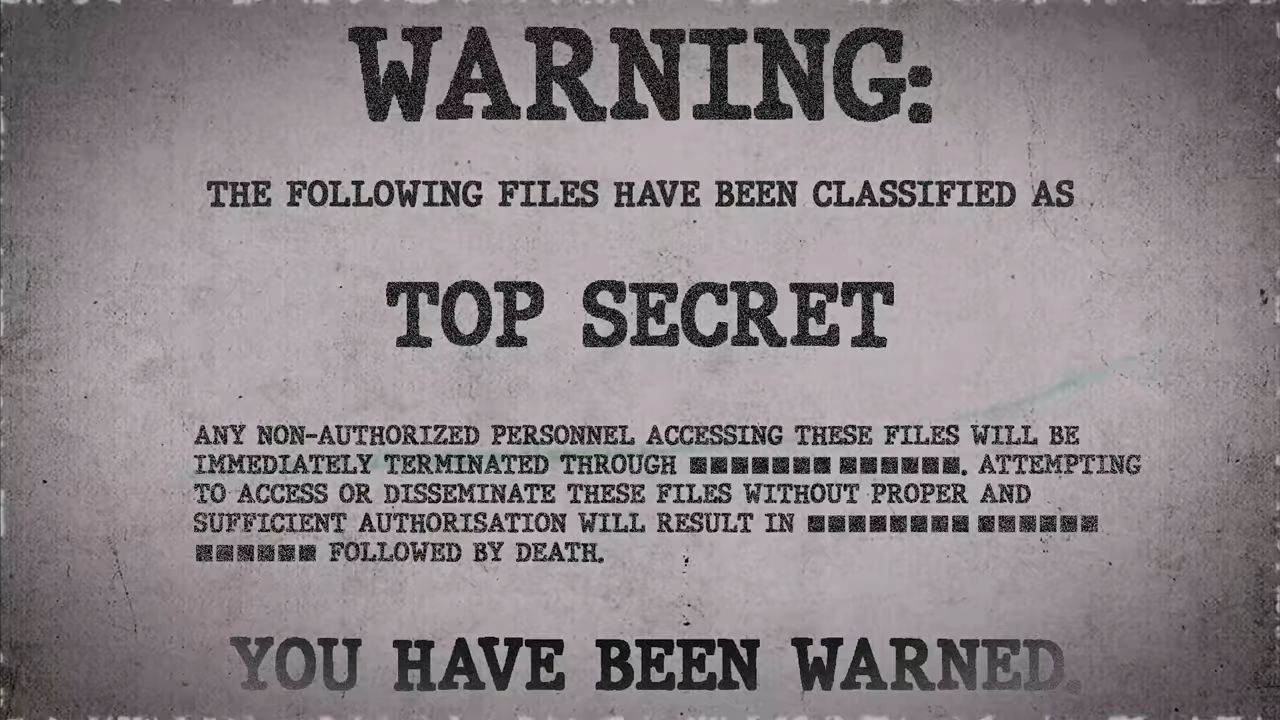 WARNING:
THE FOLLOWING FILES HAVE BEEN CLASSIFIED AS
TOP SECRET
ANY NON-AUTHORIZED PERSONNEL ACCESSING THESE FILES WILL BE
IMMEDIATELY TERMINATED THROUGH ■■■■■■■ ■■■■■■. ATTEMPTING
TO ACCESS OR DISSEMINATE THESE FILES WITHOUT PROPER AND
SUFFICIENT AUTHORISATION WILL RESULT IN ■■■■■■■■ ■■■■■■
■■■■■■ FOLLOWED BY DEATH.
YOU HAVE BEEN WARNED.